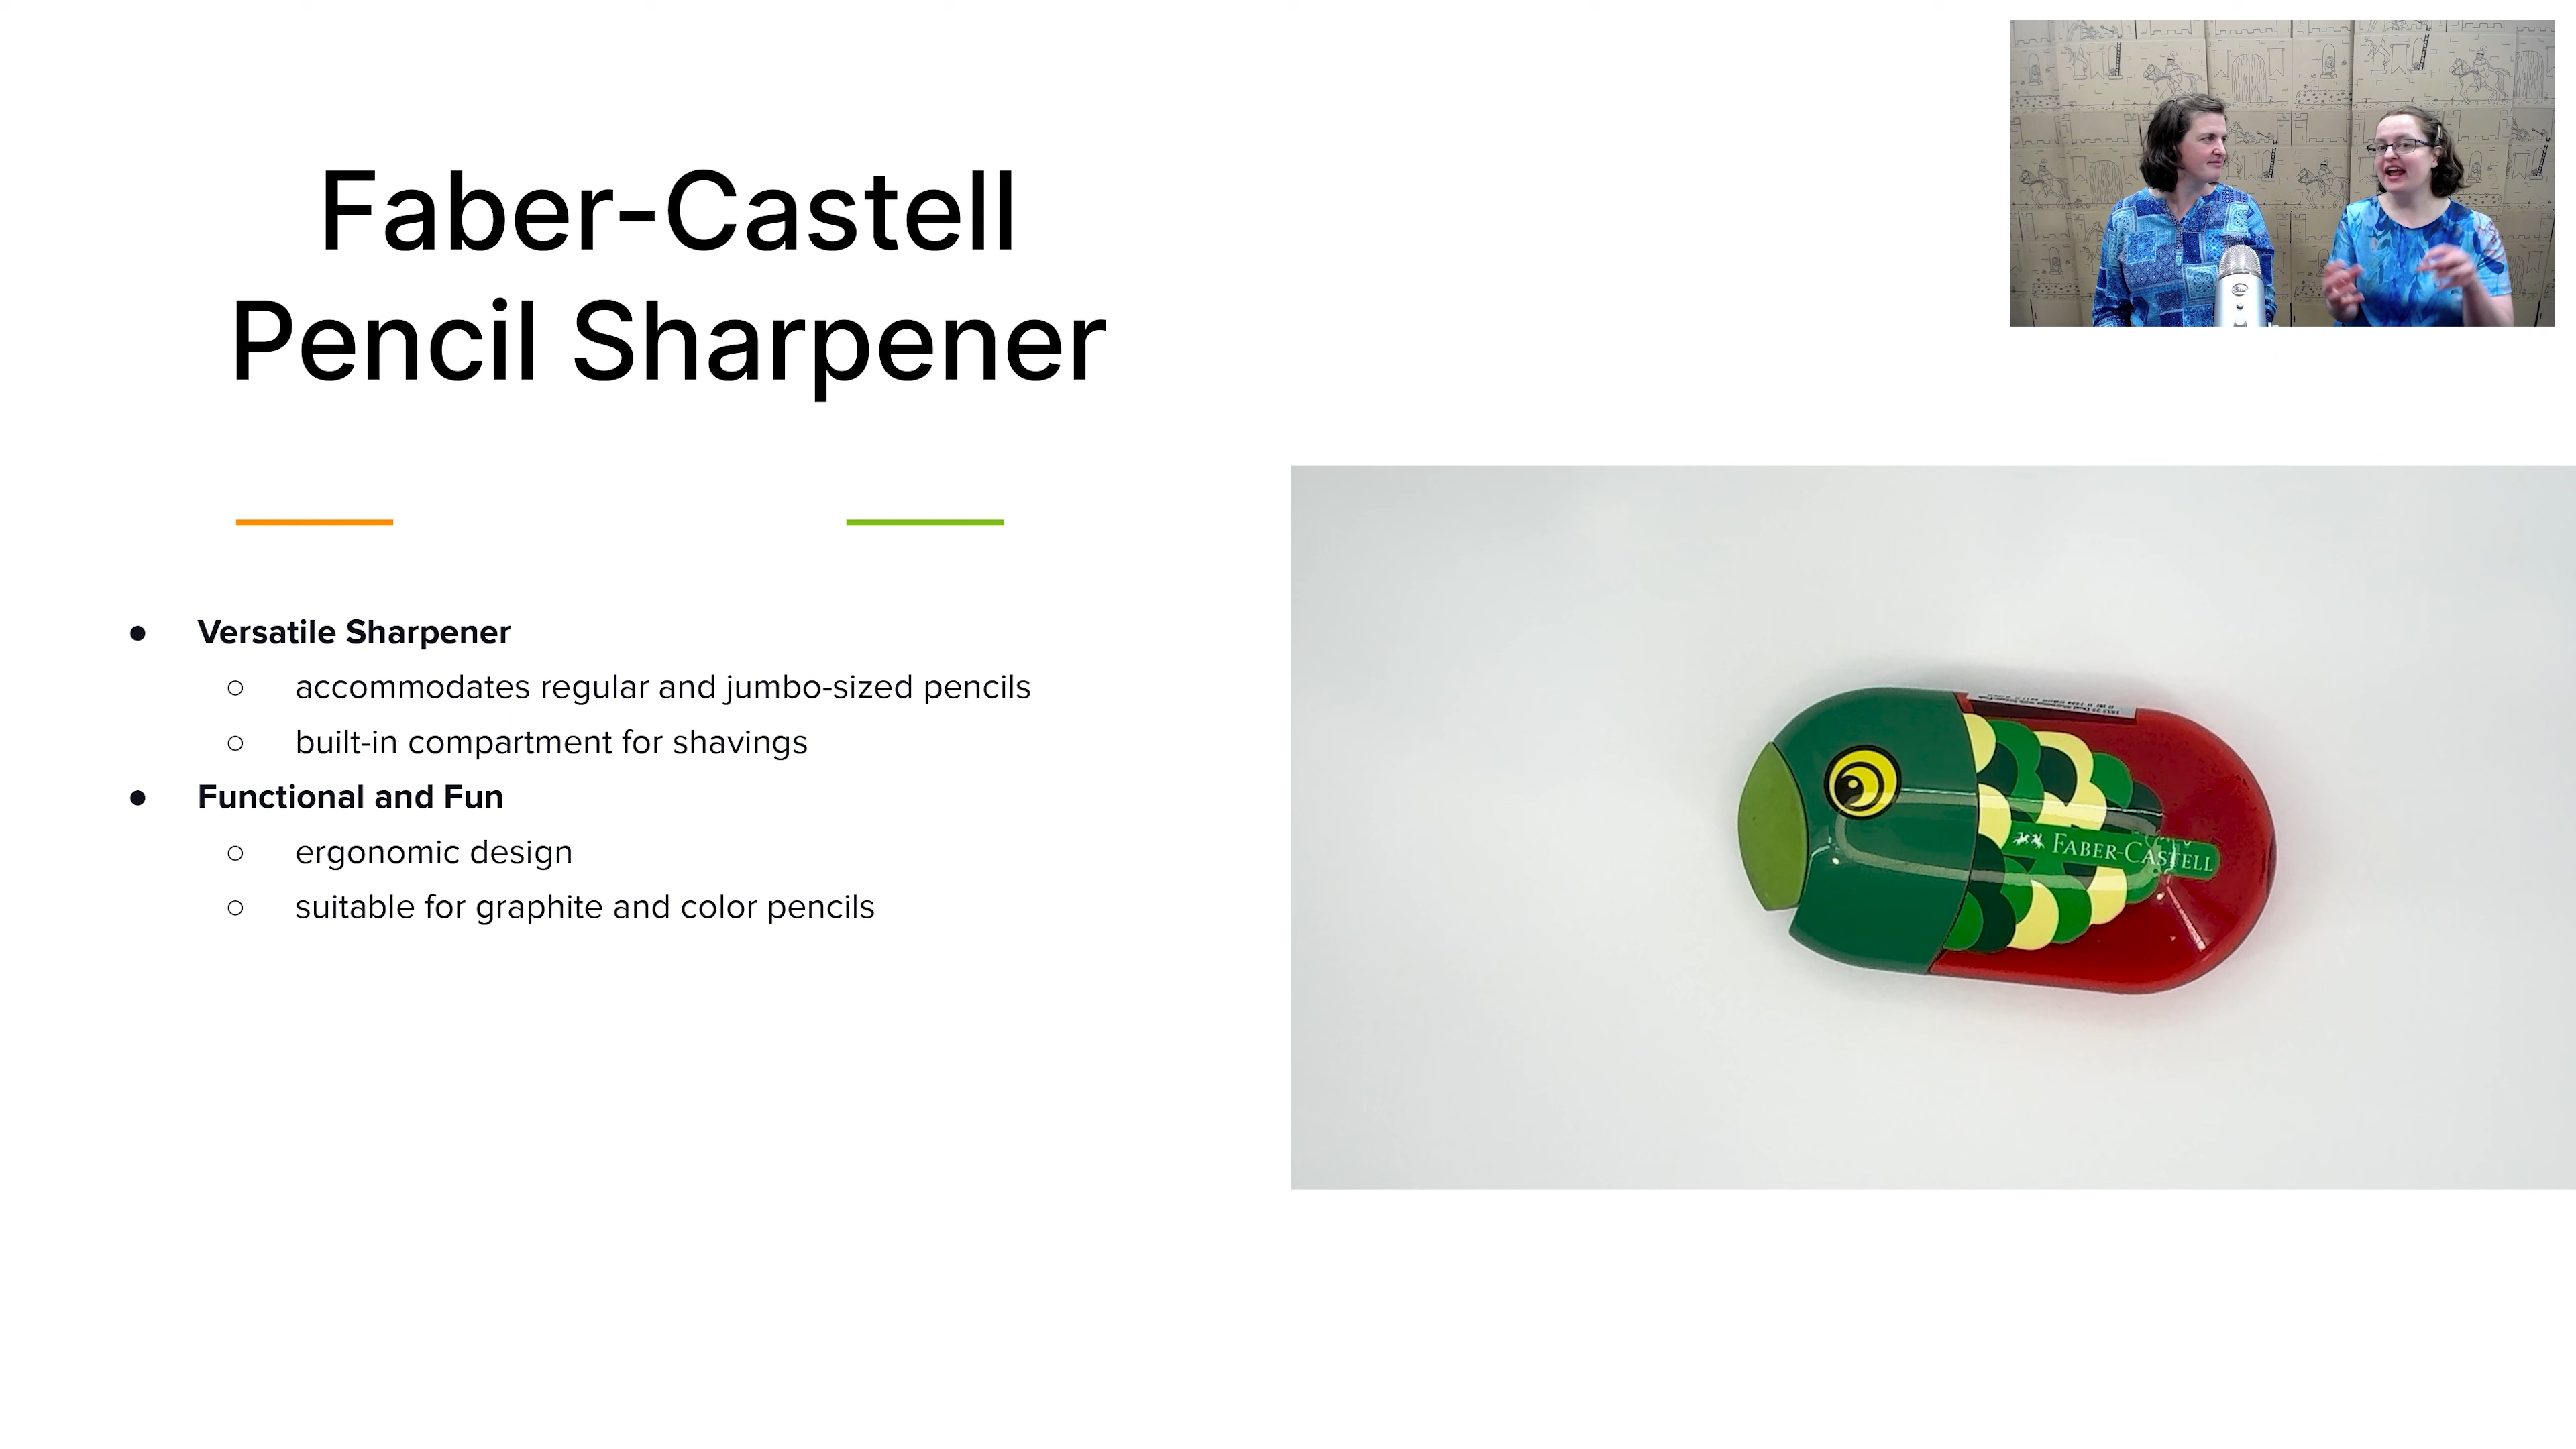 Faber-Castell
Pencil Sharpener
● Versatile Sharpener
○ accommodates regular and jumbo-sized pencils
○ built-in compartment for shavings
● Functional and Fun
○ ergonomic design
○ suitable for graphite and color pencils
FABER-CASTELL